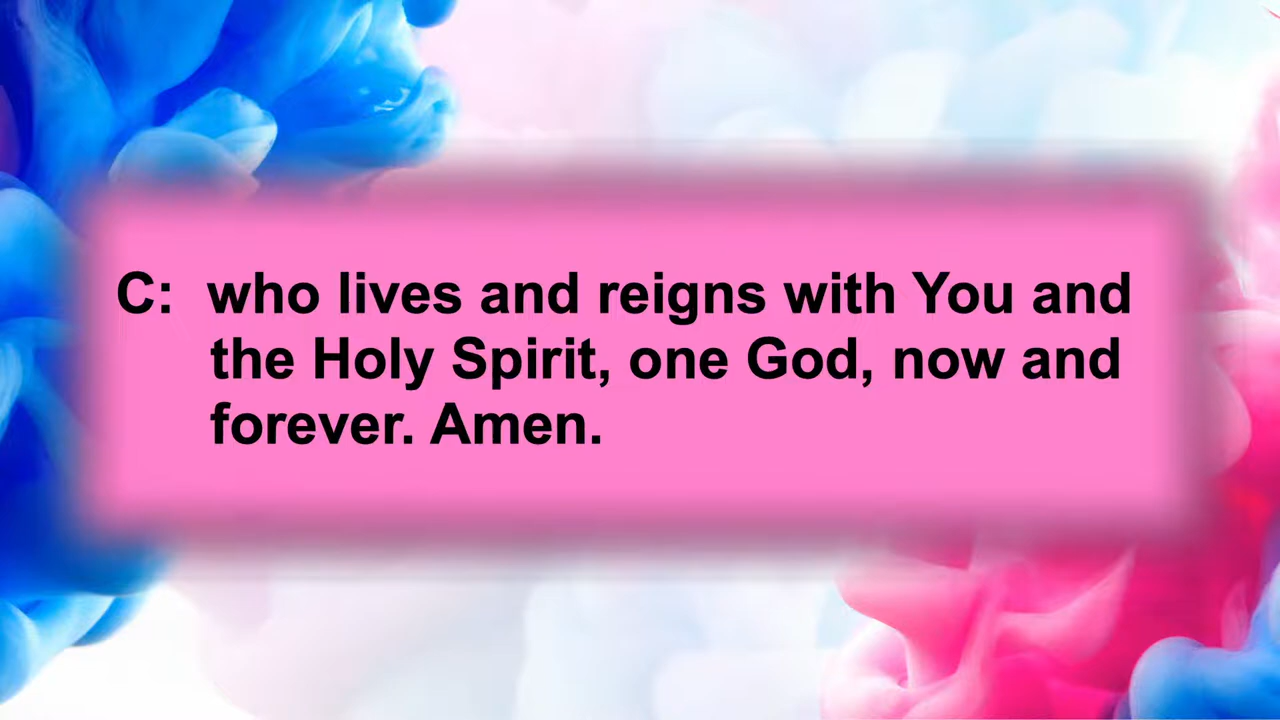 C: who lives and reigns with You and
the Holy Spirit, one God, now and
forever. Amen.